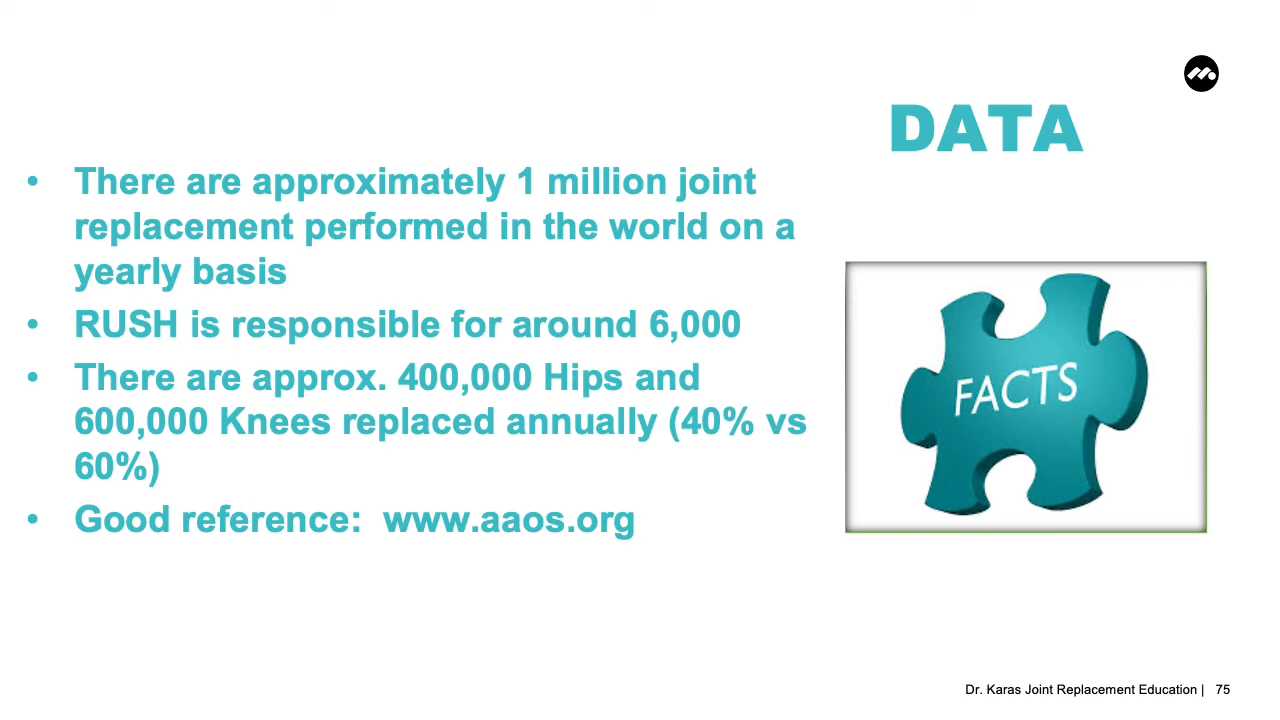 DATA
• There are approximately 1 million joint
replacement performed in the world on a
yearly basis
• RUSH is responsible for around 6,000
• There are approx. 400,000 Hips and
600,000 Knees replaced annually (40% vs
60%)
• Good reference:  www.aaos.org
FACTS
Dr. Karas Joint Replacement Education | 75